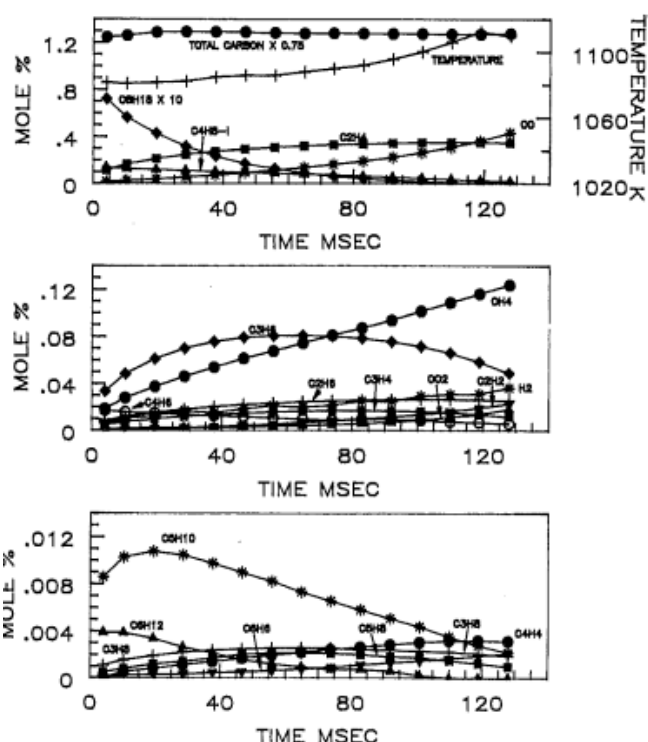 1.2
TOTAL CARBON X 0.75
1100
TEMPERATURE
.8
C8H18 X 10
MOLE %
TEMPERATURE K
1060
C4H8-I
C2H4
CO
.4
0
1020
0 40 80 120
TIME MSEC
.12
CH4
MOLE %
.08
C3H6
.04
C4H6
C2H6
C3H4
CO2
C2H2
H2
0
0 40 80 120
TIME MSEC
.012
C5H10
MOLE %
.008
.004
C6H12
C6H6
C5H8
C3H8
C4H4
0
0 40 80 120
TIME MSEC